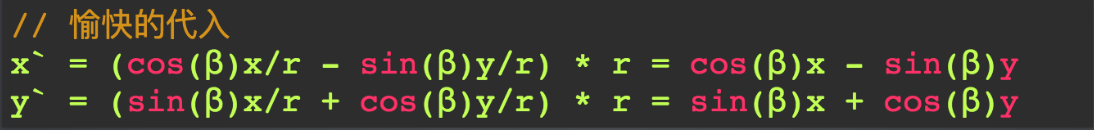 // 愉快的代入
x` = (cos(β)x/r - sin(β)y/r) * r = cos(β)x - sin(β)y
y` = (sin(β)x/r + cos(β)y/r) * r = sin(β)x + cos(β)y